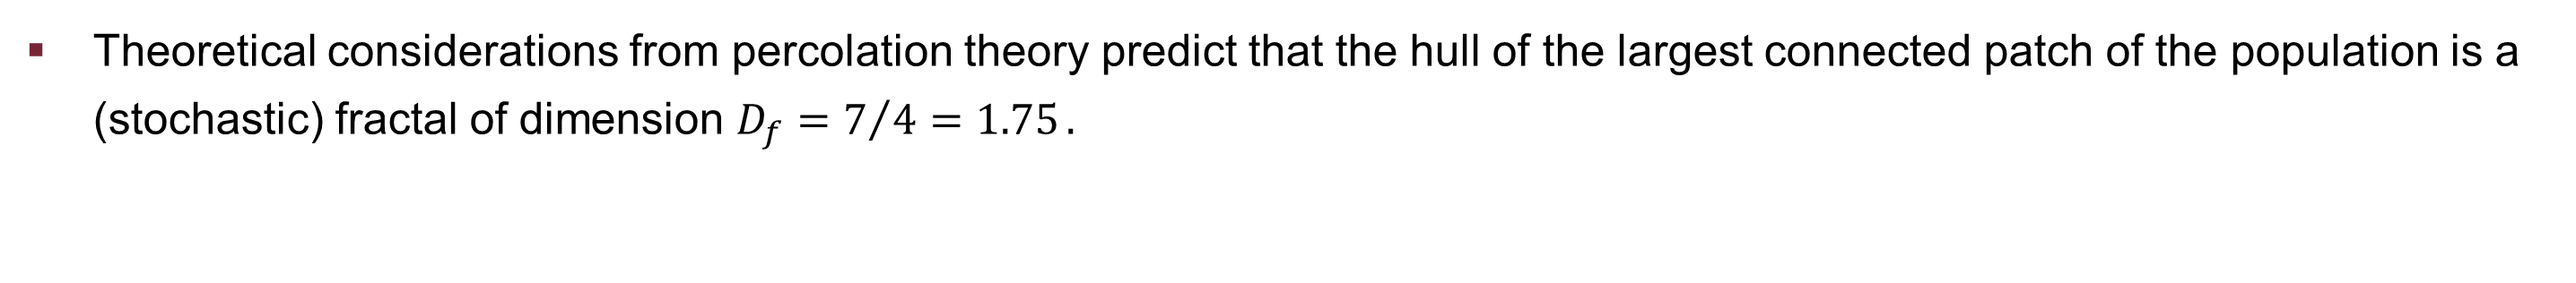 ▪ Theoretical considerations from percolation theory predict that the hull of the largest connected patch of the population is a
(stochastic) fractal of dimension D_f = 7/4 = 1.75.